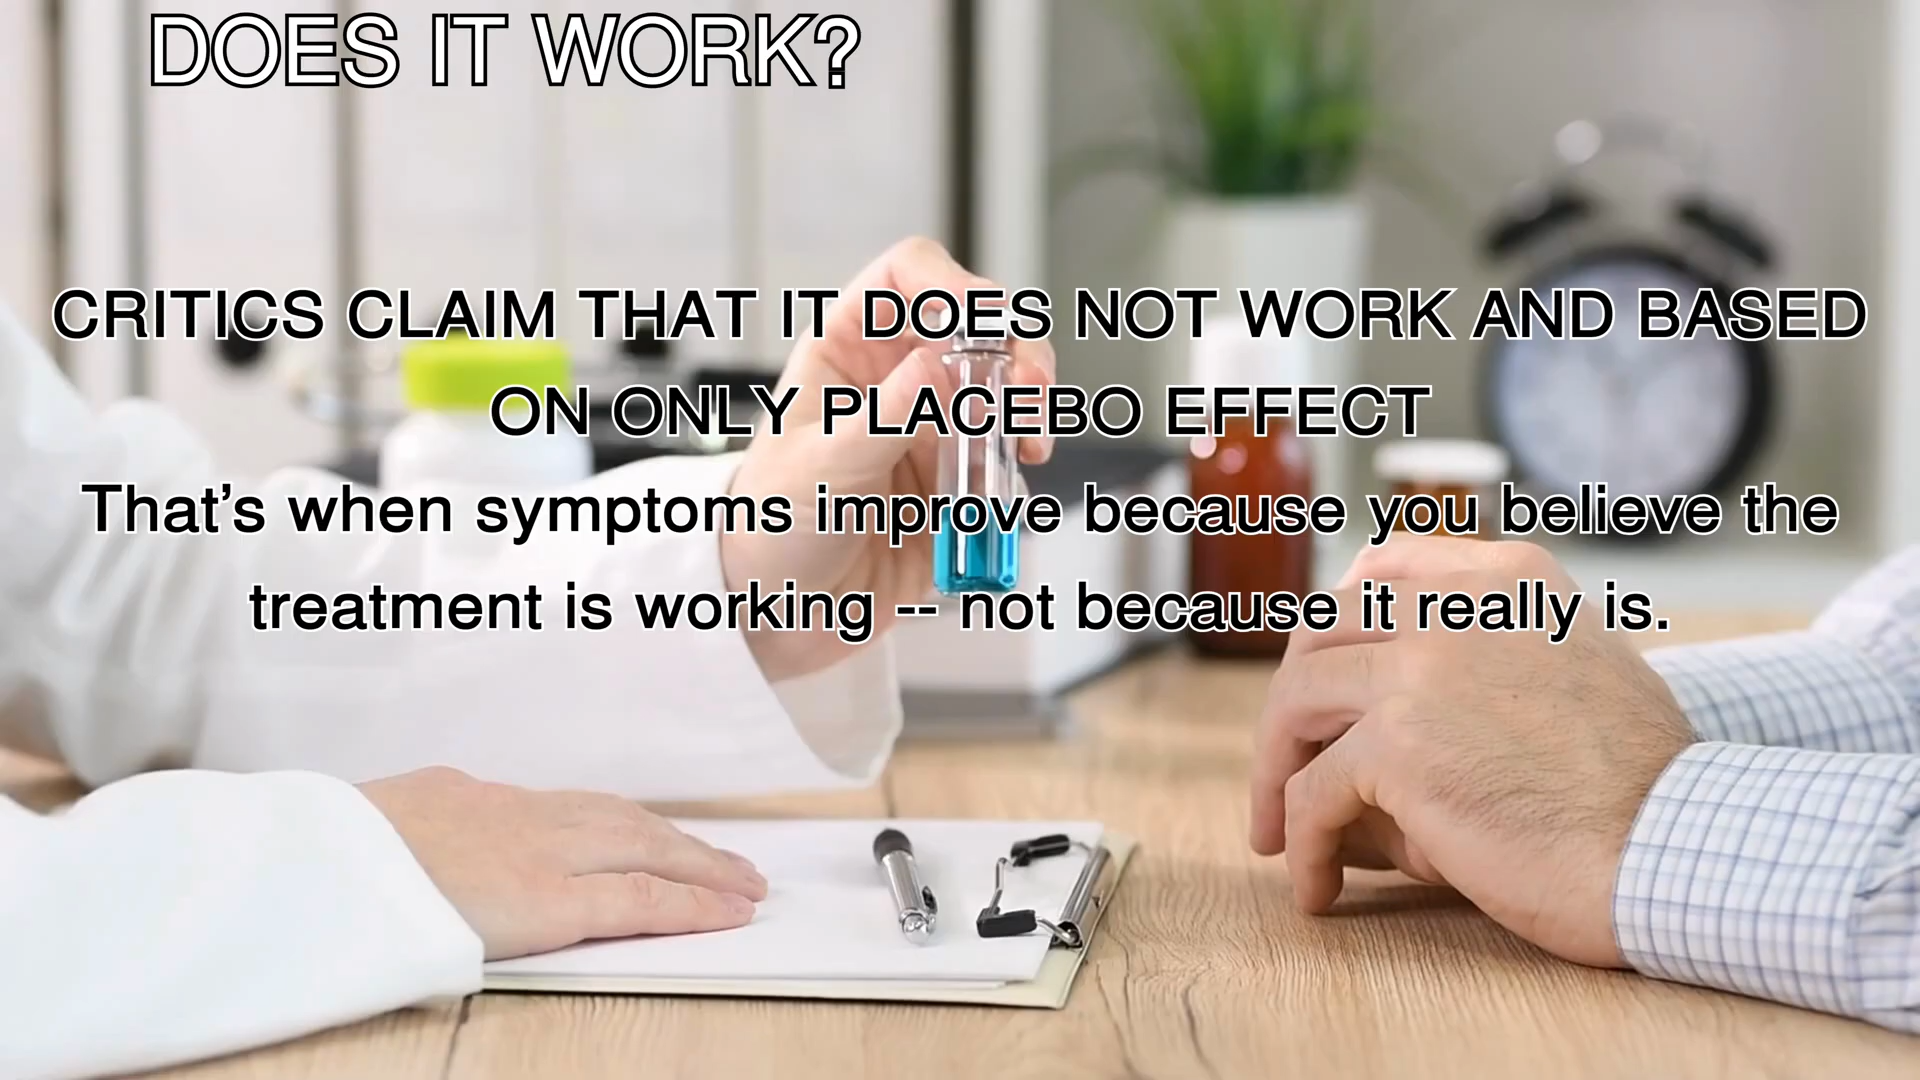 DOES IT WORK?
CRITICS CLAIM THAT IT DOES NOT WORK AND BASED
ON ONLY PLACEBO EFFECT
That’s when symptoms improve because you believe the
treatment is working -- not because it really is.